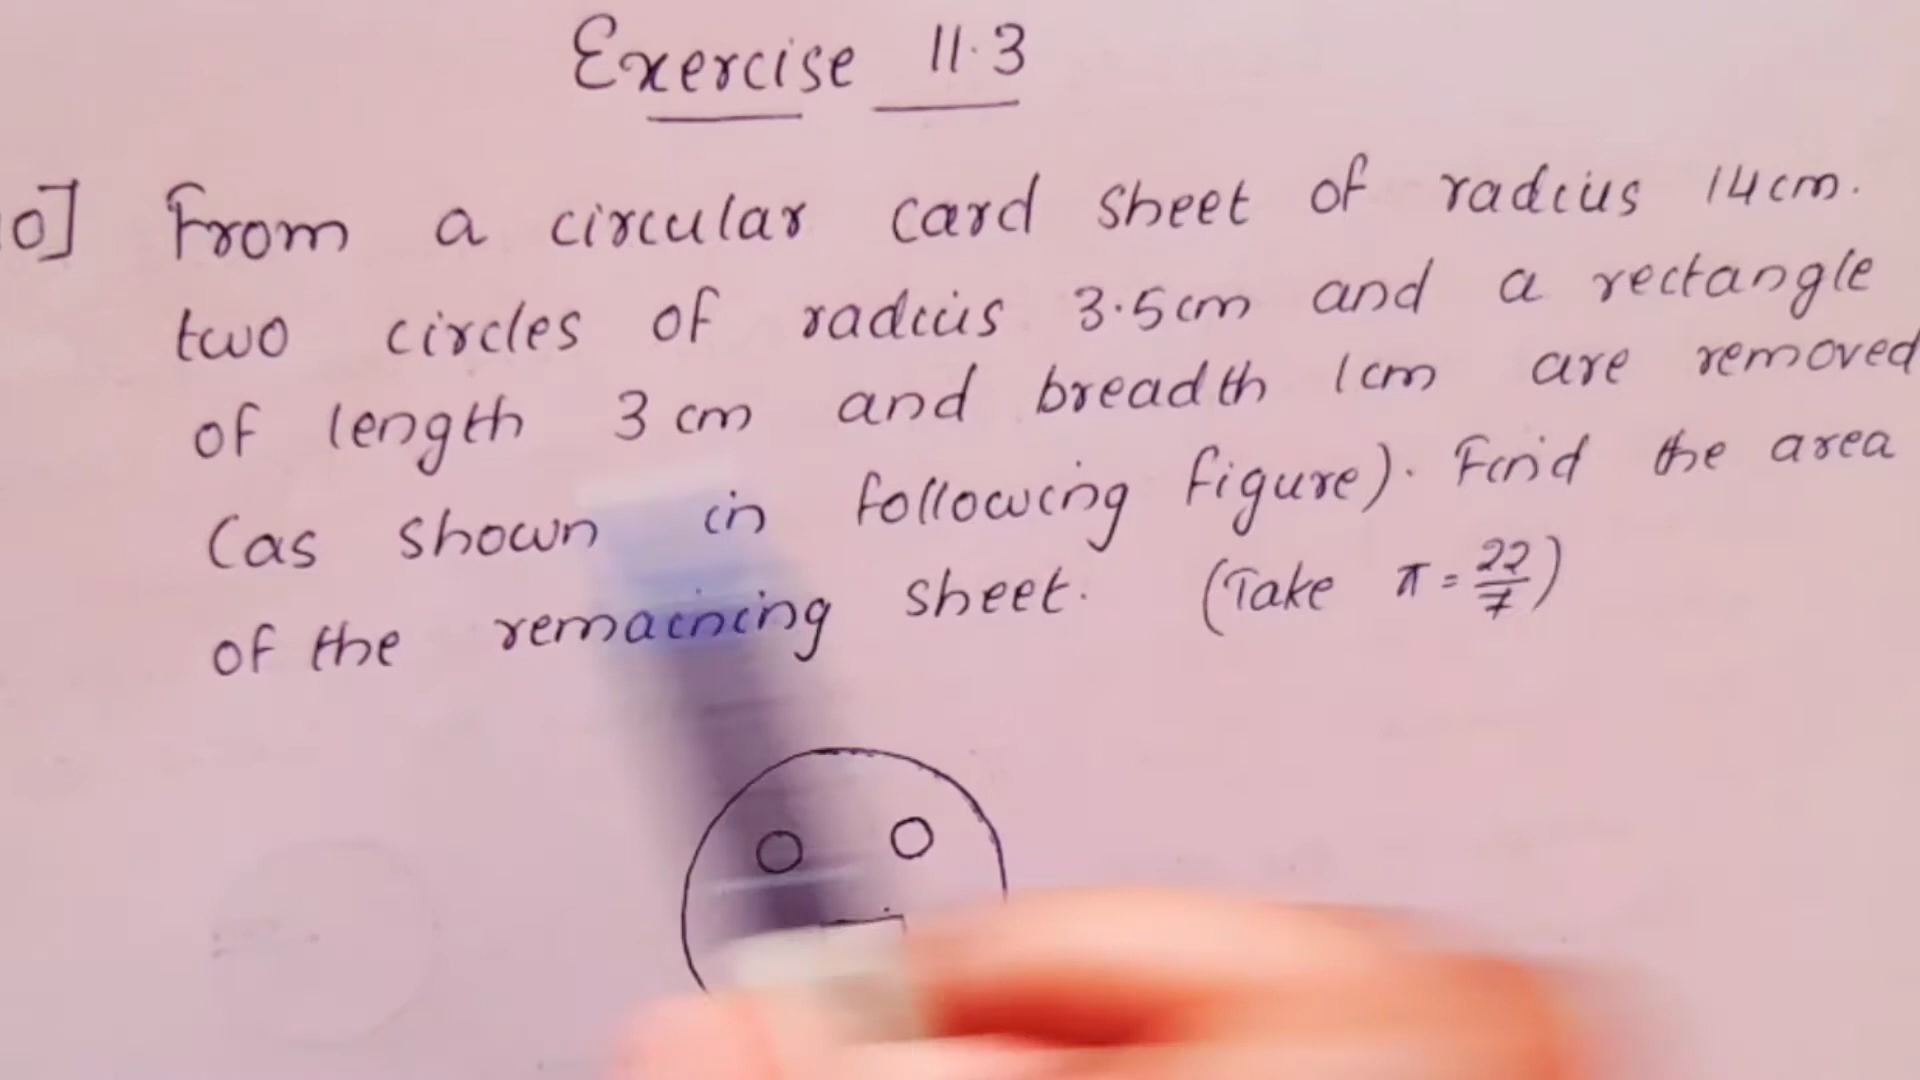 Exercise 11.3
0] From a circular card sheet of radius 14cm.
two circles of radius 3.5cm and a rectangle
of length 3 cm and breadth 1cm are removed
(as shown in following figure). Find the area
of the remaining sheet. (Take π = 22/7)